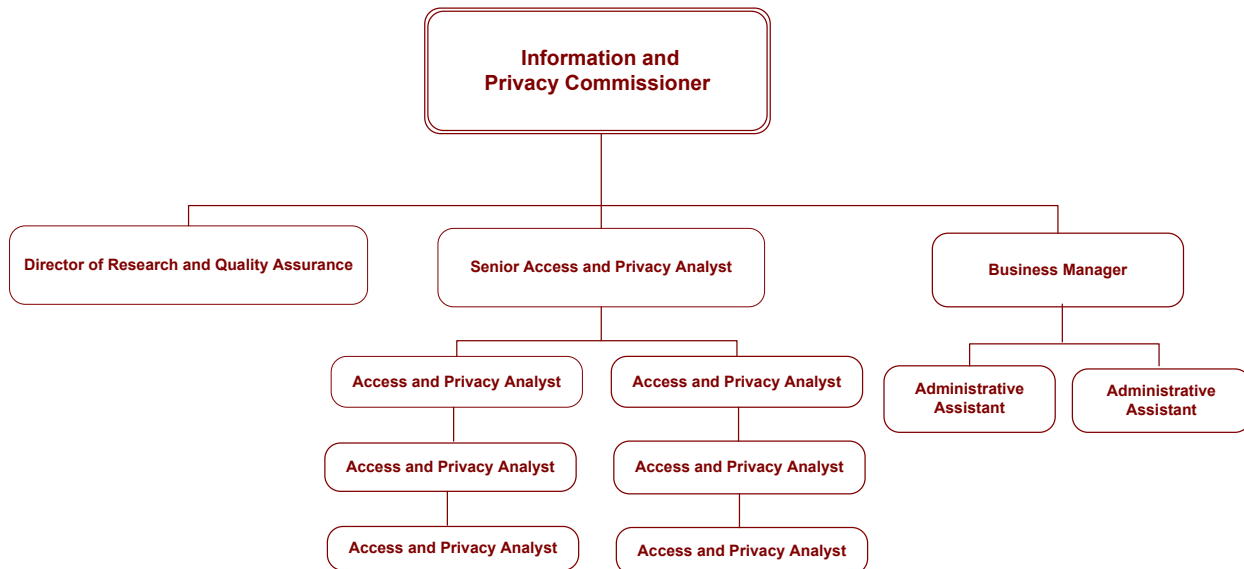 Information and
Privacy Commissioner
Director of Research and Quality Assurance
Senior Access and Privacy Analyst
Business Manager
Access and Privacy Analyst
Access and Privacy Analyst
Administrative
Assistant
Administrative
Assistant
Access and Privacy Analyst
Access and Privacy Analyst
Access and Privacy Analyst
Access and Privacy Analyst